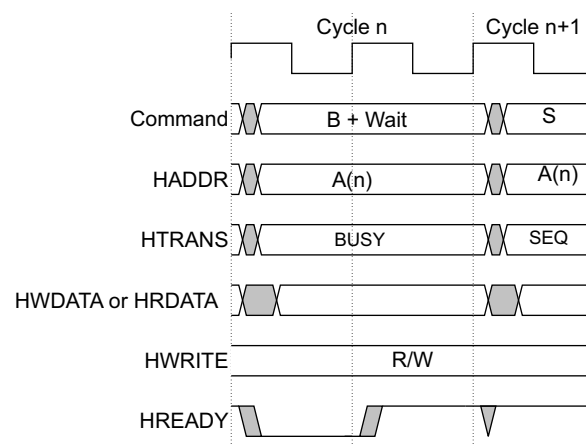 Cycle n Cycle n+1
Command B + Wait S
HADDR A(n) A(n)
HTRANS BUSY SEQ
HWDATA or HRDATA
HWRITE R/W
HREADY